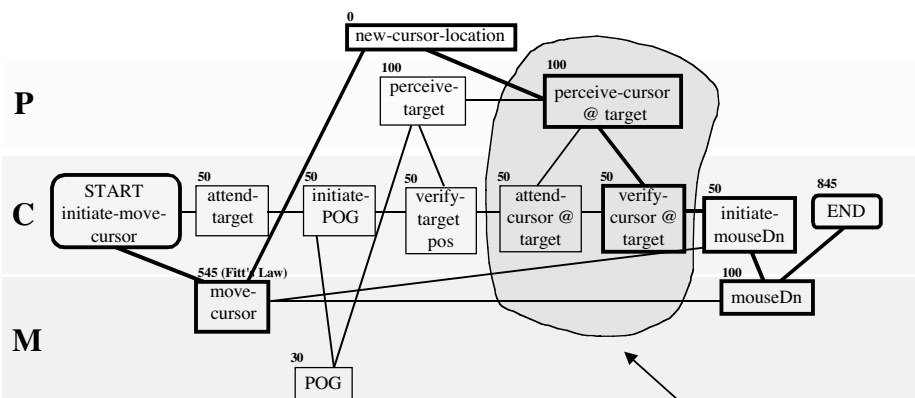 0
new-cursor-location
P
100
perceive-
target
100
perceive-cursor
@ target
C
START
initiate-move-
cursor
50
attend-
target
50
initiate-
POG
50
verify-
target
pos
50
attend-
cursor @
target
50
verify-
cursor @
target
50
initiate-
mouseDn
845
END
M
545 (Fitt's Law)
move-
cursor
100
mouseDn
30
POG